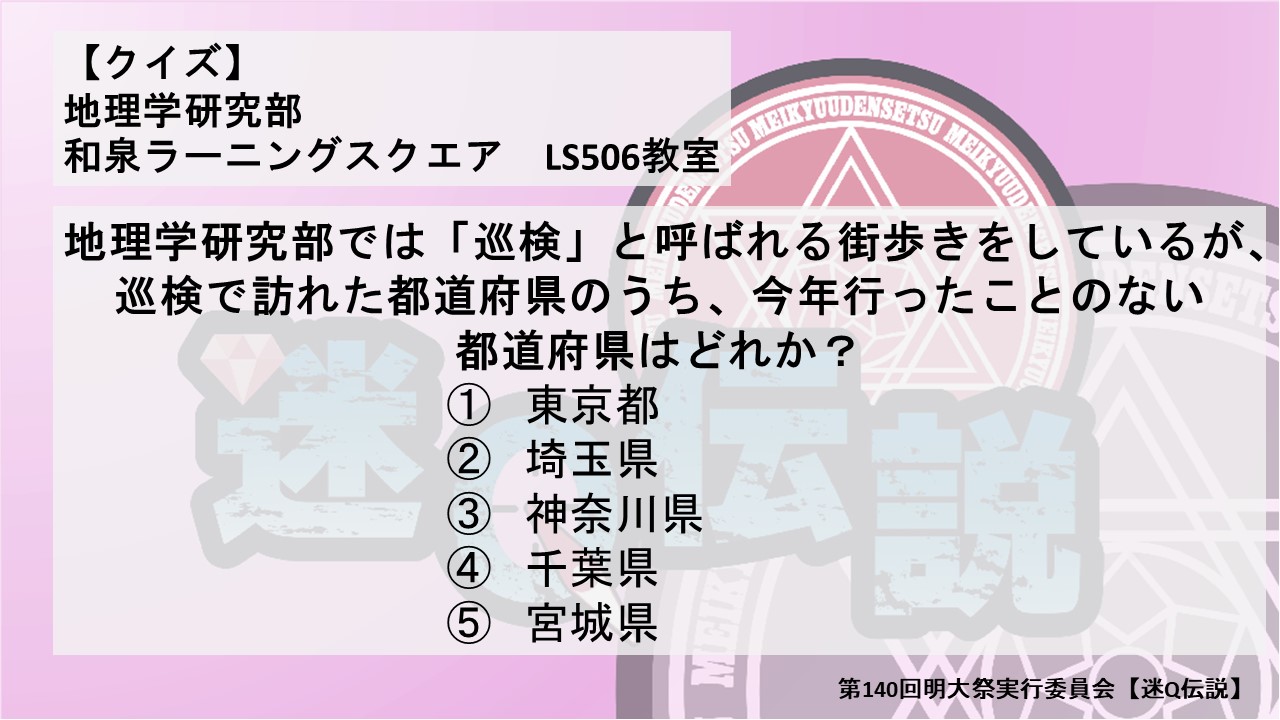 【クイズ】
地理学研究部
和泉ラーニングスクエア　LS506教室
地理学研究部では「巡検」と呼ばれる街歩きをしているが、
巡検で訪れた都道府県のうち、今年行ったことのない
都道府県はどれか？
①　東京都
②　埼玉県
③　神奈川県
④　千葉県
⑤　宮城県
迷Q伝説
MEIKYUUDENSETSU MEIKYUUDENSETSU
第140回明大祭実行委員会【迷Q伝説】